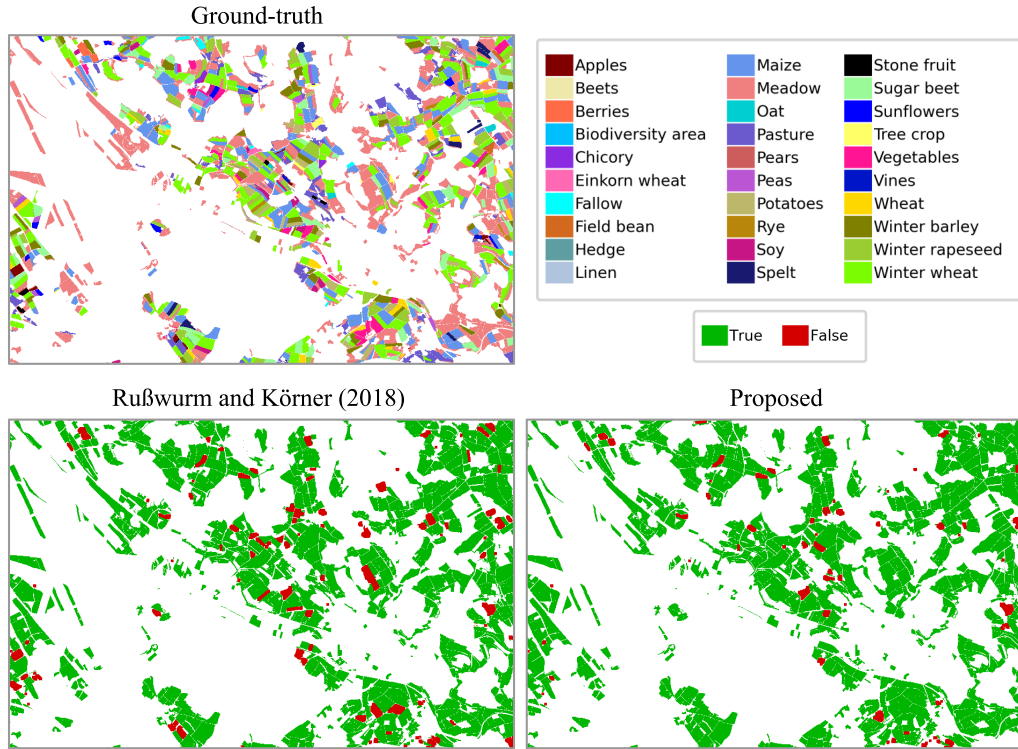 Ground-truth
Apples
Beets
Berries
Biodiversity area
Chicory
Einkorn wheat
Fallow
Field bean
Hedge
Linen
Maize
Meadow
Oat
Pasture
Pears
Peas
Potatoes
Rye
Soy
Spelt
Stone fruit
Sugar beet
Sunflowers
Tree crop
Vegetables
Vines
Wheat
Winter barley
Winter rapeseed
Winter wheat
True False
Rußwurm and Körner (2018)
Proposed